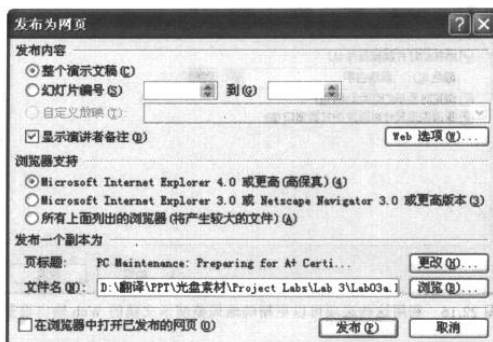 发布为网页
发布内容
整个演示文稿(C)
幻灯片编号(S) 到(G)
自定义放映(T):
显示演讲者备注(D) Web 选项(W)...
浏览器支持
Microsoft Internet Explorer 4.0 或更高(高保真)(4)
Microsoft Internet Explorer 3.0 或 Netscape Navigator 3.0 或更高版本(3)
所有上面列出的浏览器(将产生较大的文件)(A)
发布一个副本为
页标题: PC Maintenance: Preparing for A+ Certi... 更改(H)...
文件名(N): D:\翻译\PPT\光盘素材\Project Labs\Lab 3\Lab03a. 浏览(B)...
在浏览器中打开已发布的网页(O) 发布(P) 取消